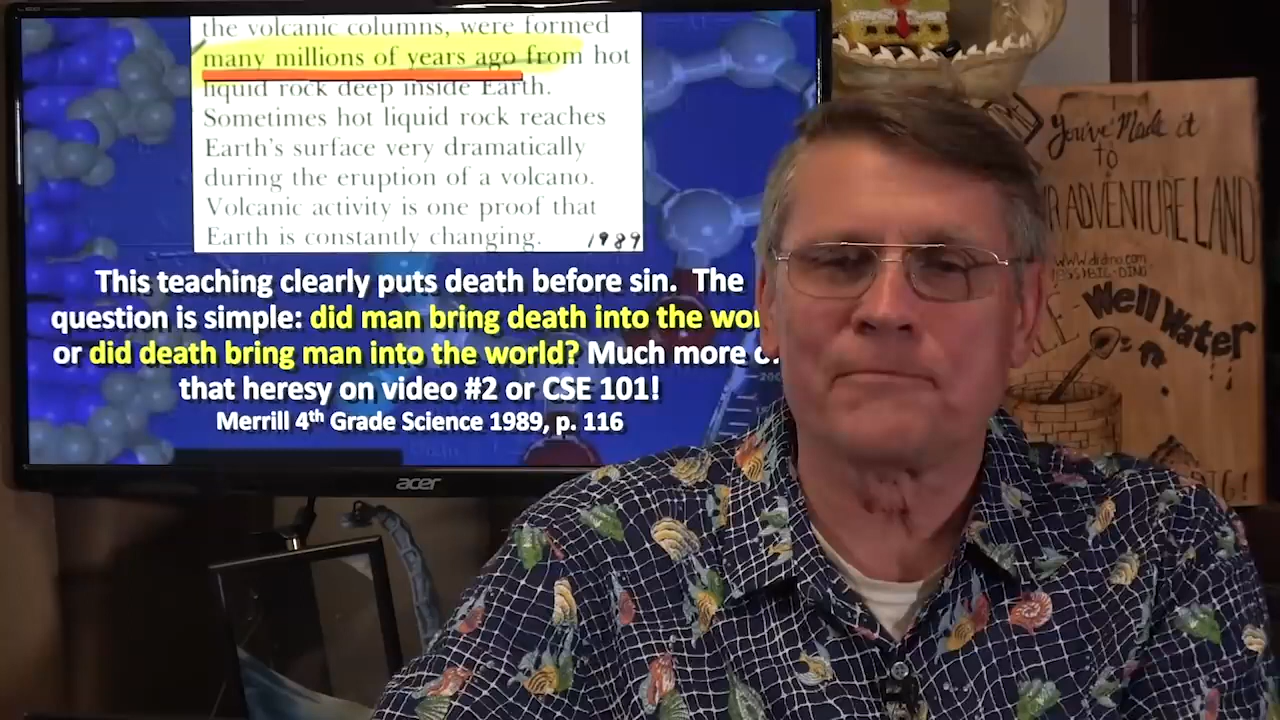 the volcanic columns, were formed
many millions of years ago from hot
liquid rock deep inside Earth.
Sometimes hot liquid rock reaches
Earth's surface very dramatically
during the eruption of a volcano.
Volcanic activity is one proof that
Earth is constantly changing.
1989
This teaching clearly puts death before sin. The
question is simple: did man bring death into the
or did death bring man into the world? Much more
that heresy on video #2 or CSE 101!
Merrill 4th Grade Science 1989, p. 116
acer
You've Made it
TO
ADVENTURE LAND
WWW.drdino.com
Well Water